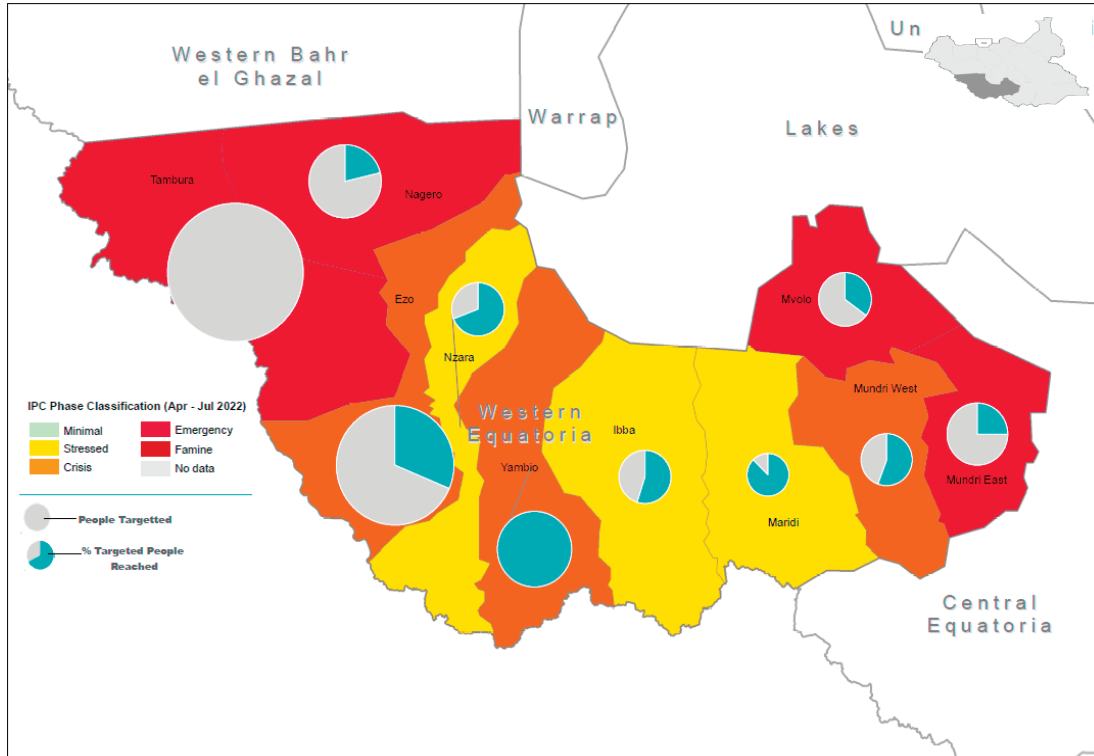 Western Bahr
el Ghazal
Un
i
Warrap
Lakes
Tambura
Nagero
Ezo
Mvolo
Nzara
Mundri West
IPC Phase Classification (Apr - Jul 2022)
Minimal
Emergency
Stressed
Famine
Crisis
No data
Western
Equatoria
Ibba
Yambio
Mundri East
Maridi
People Targetted
% Targeted People
Reached
Central
Equatoria